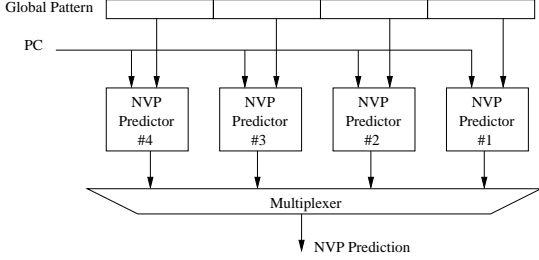 Global Pattern
PC
NVP Predictor #4
NVP Predictor #3
NVP Predictor #2
NVP Predictor #1
Multiplexer
NVP Prediction